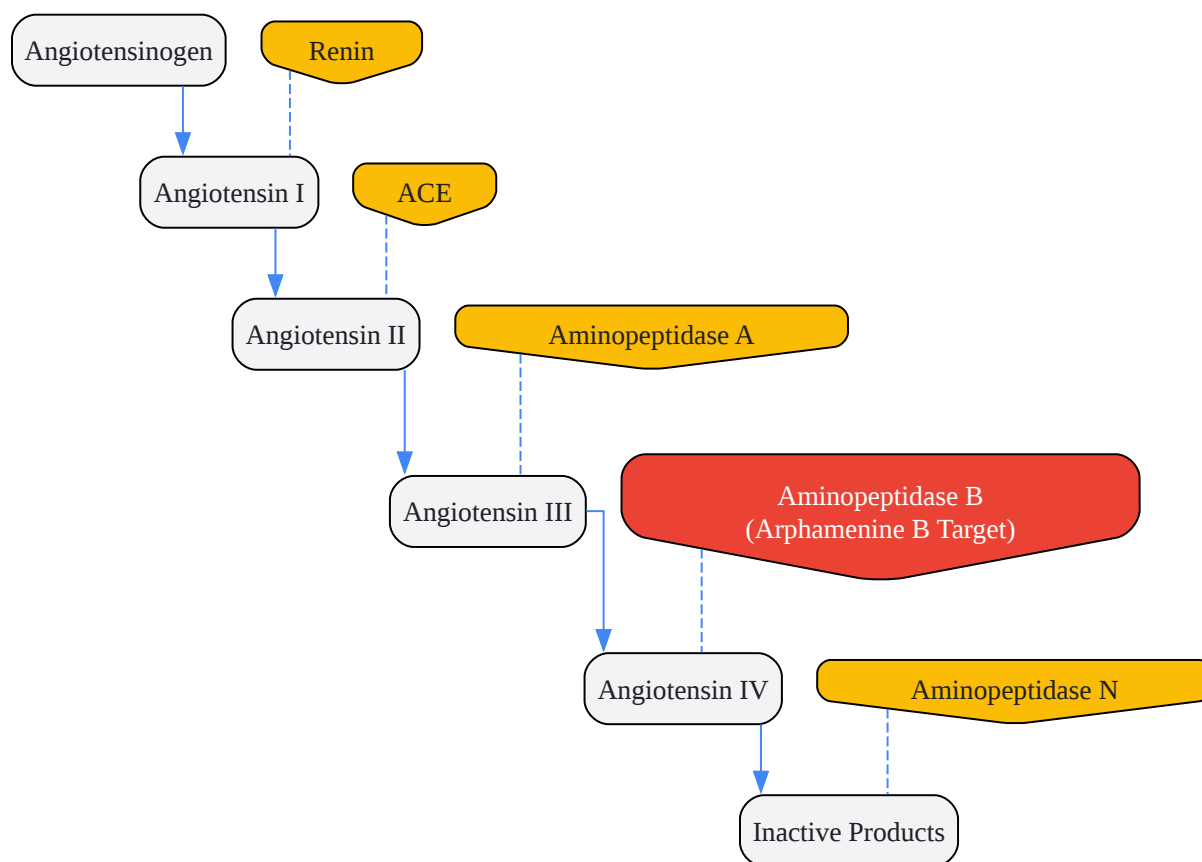 Angiotensinogen
Renin
Angiotensin I
ACE
Angiotensin II
Aminopeptidase A
Angiotensin III
Aminopeptidase B
(Arphamenine B Target)
Angiotensin IV
Aminopeptidase N
Inactive Products